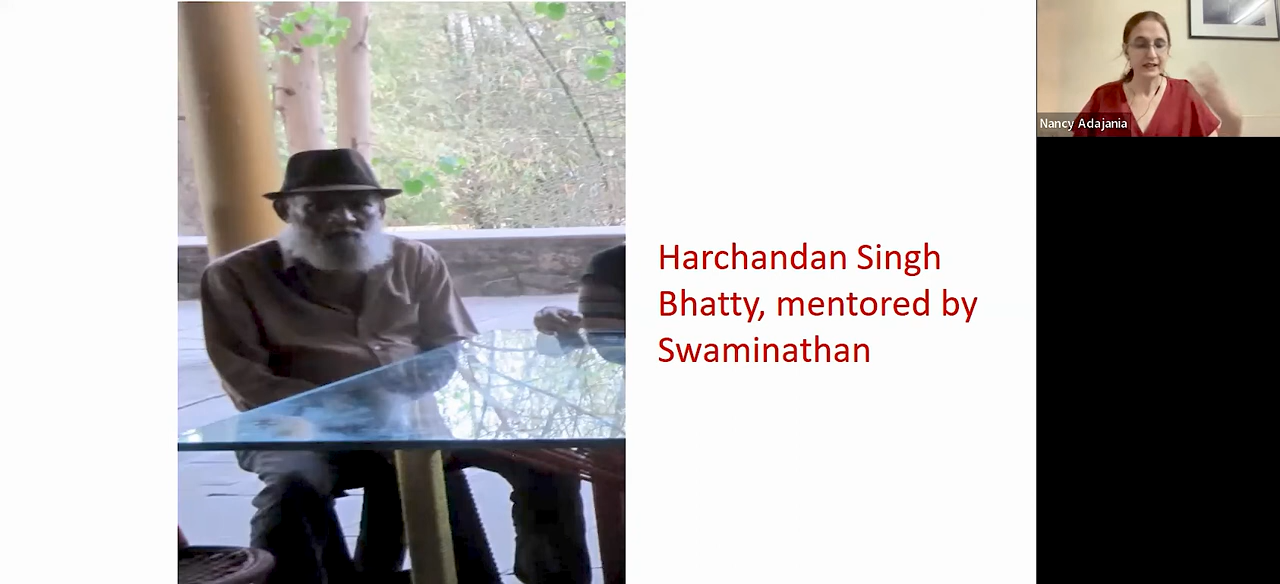 Harchandan Singh
Bhatty, mentored by
Swaminathan
Nancy Adajania